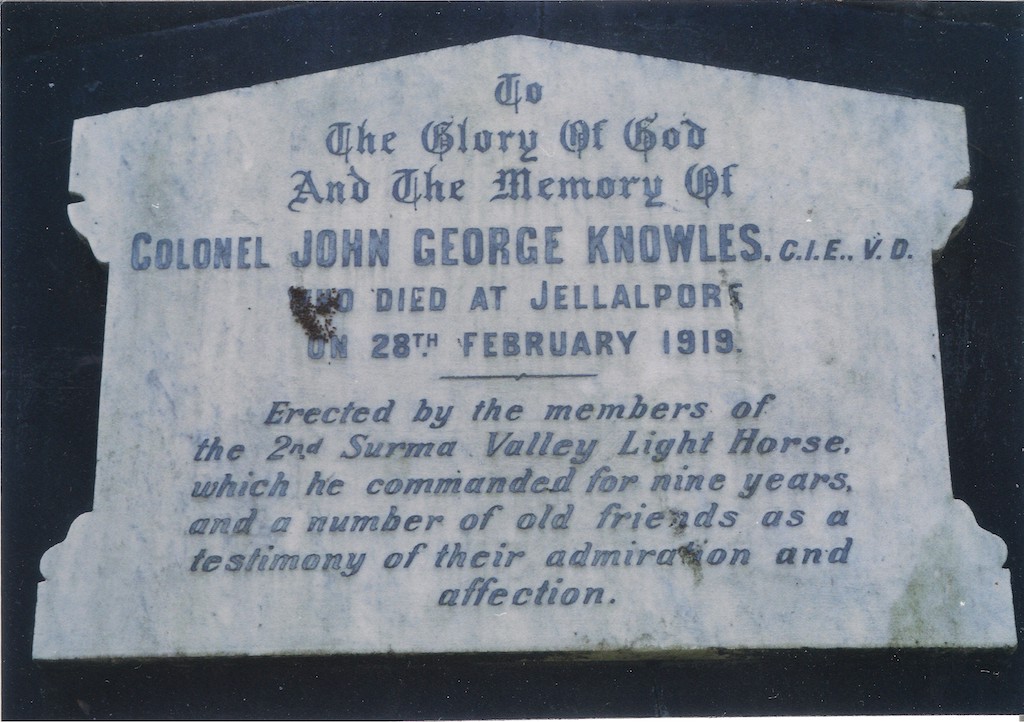 To
The Glory Of God
And The Memory Of
COLONEL JOHN GEORGE KNOWLES. C.I.E., V.D.
WHO DIED AT JELLALPORE
ON 28TH FEBRUARY 1919.
Erected by the members of
the 2nd Surma Valley Light Horse,
which he commanded for nine years,
and a number of old friends as a
testimony of their admiration and
affection.